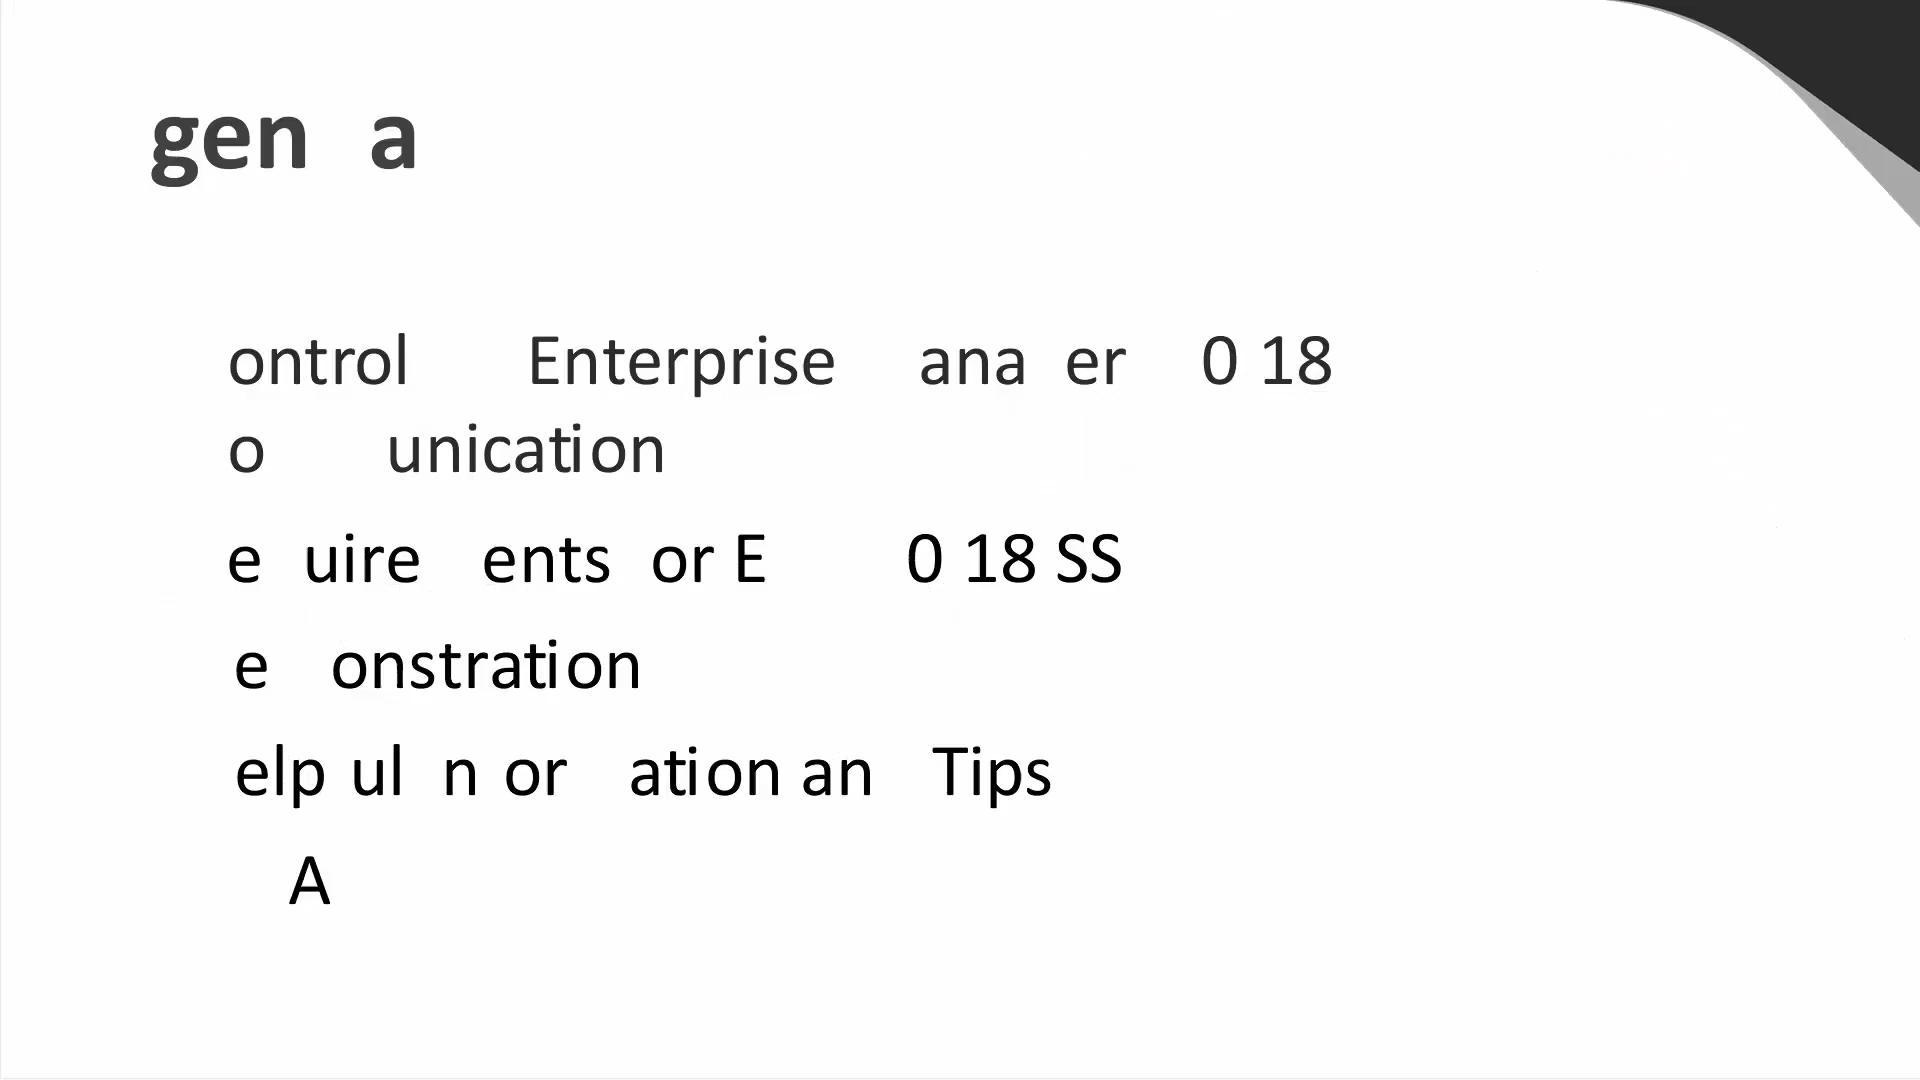 gen a
ontrol Enterprise ana er 0 18
o unication
e uire ents or E 0 18 SS
e onstration
elp ul n or ation an Tips
A